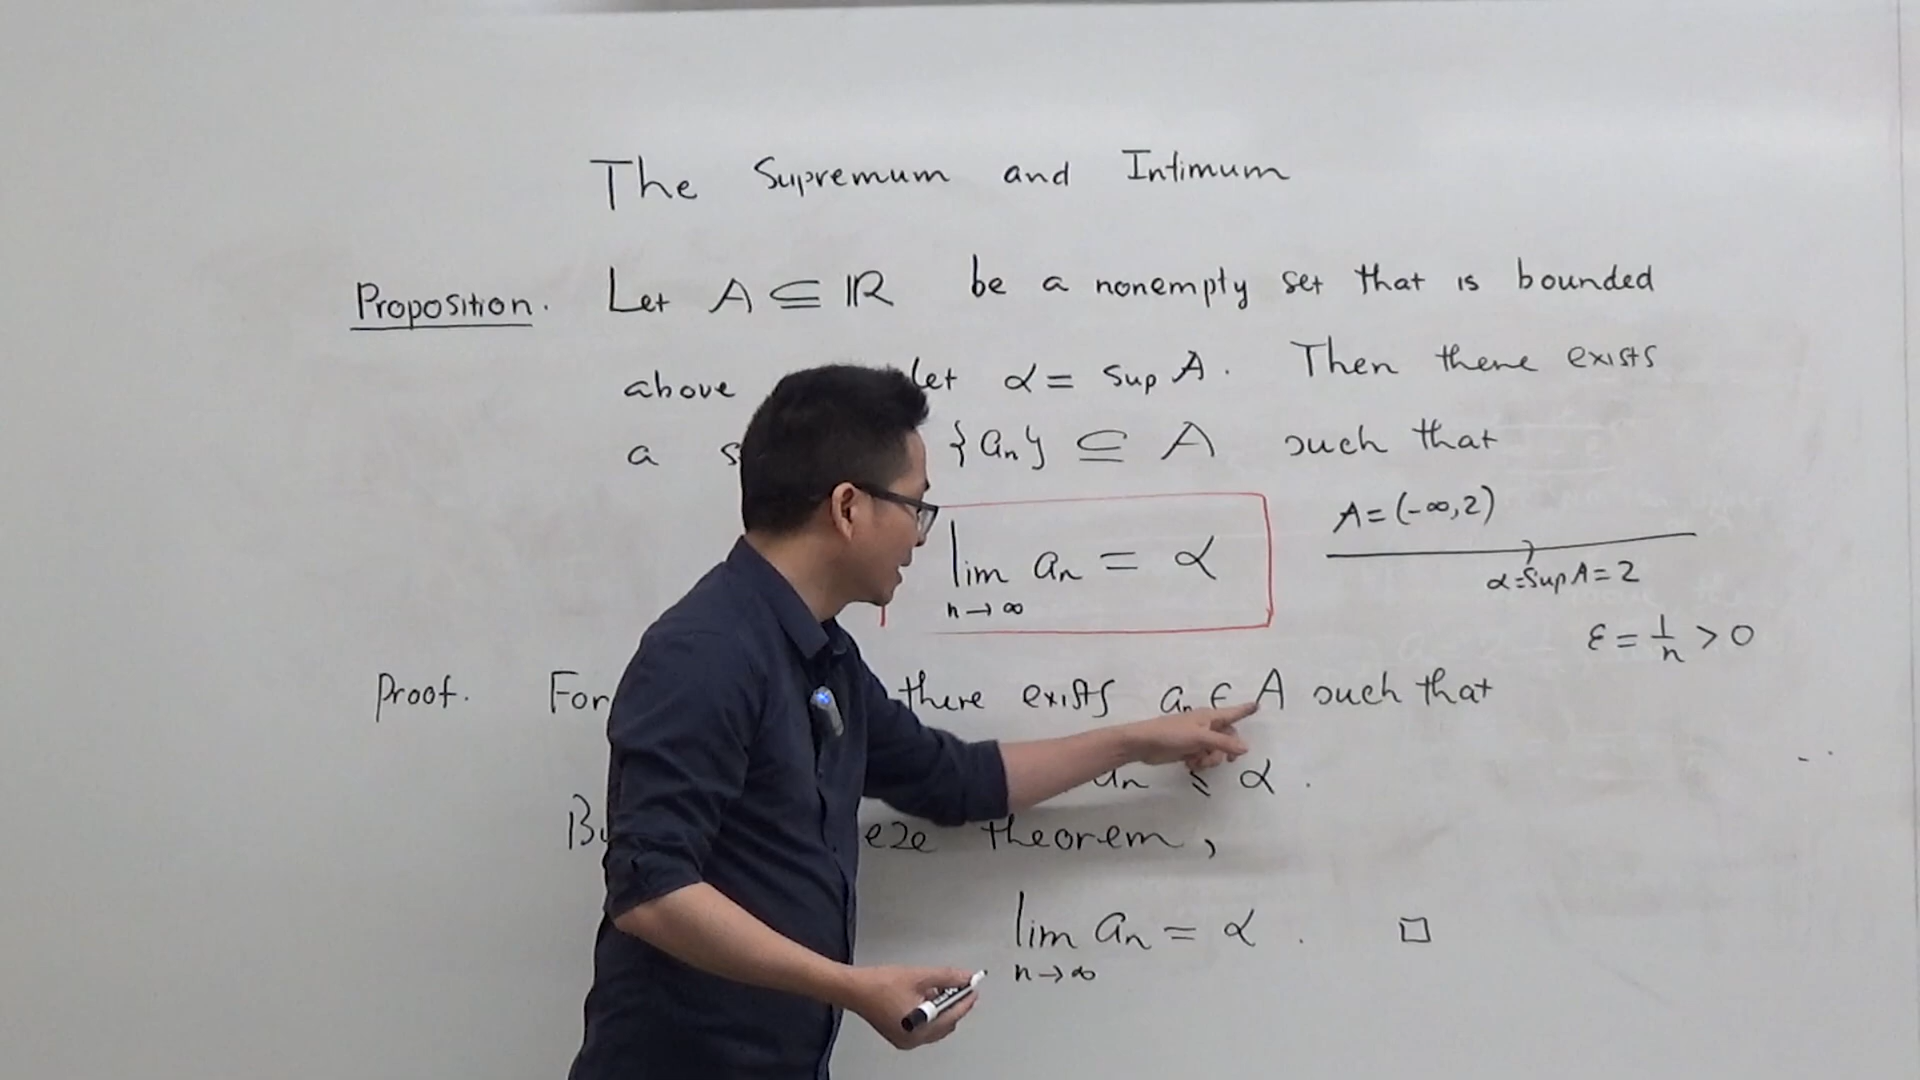 The Supremum and Infimum
Proposition. Let A ⊆ ℝ be a nonempty set that is bounded
above let α = sup A. Then there exists
a {aₙ} ⊆ A such that
lim aₙ = α
n → ∞
A = (-∞, 2)
α = Sup A = 2
ε = 1/n > 0
Proof. For there exists aₙ ∈ A such that
aₙ ≤ α.
theorem,
lim aₙ = α. □
n → ∞